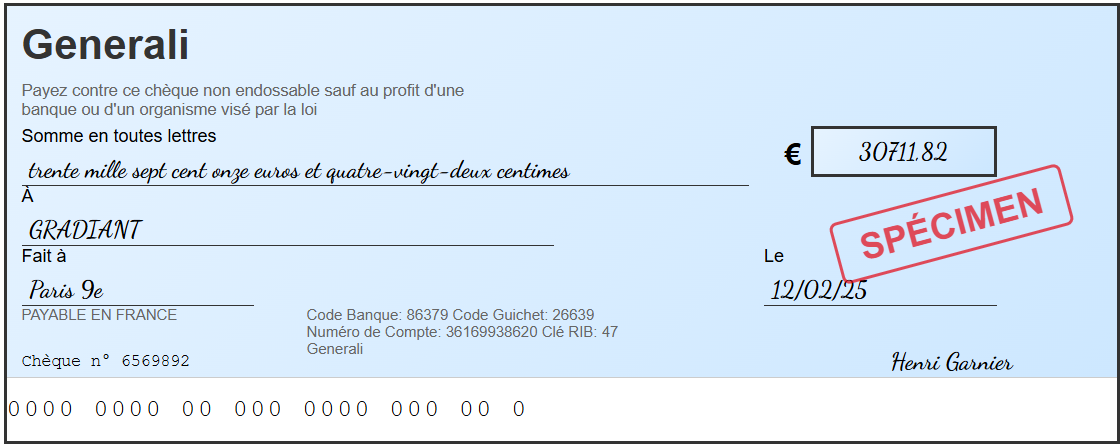 Generali
Payez contre ce chèque non endossable sauf au profit d'une
banque ou d'un organisme visé par la loi
Somme en toutes lettres
trente mille sept cent onze euros et quatre-vingt-deux centimes
€ 30711.82
À
GRADIANT
SPÉCIMEN
Fait à
Le
Paris 9e
12/02/25
PAYABLE EN FRANCE
Code Banque: 86379 Code Guichet: 26639
Numéro de Compte: 36169938620 Clé RIB: 47
Generali
Chèque n° 6569892
Henri Garnier
0000 0000 00 000 0000 000 00 0